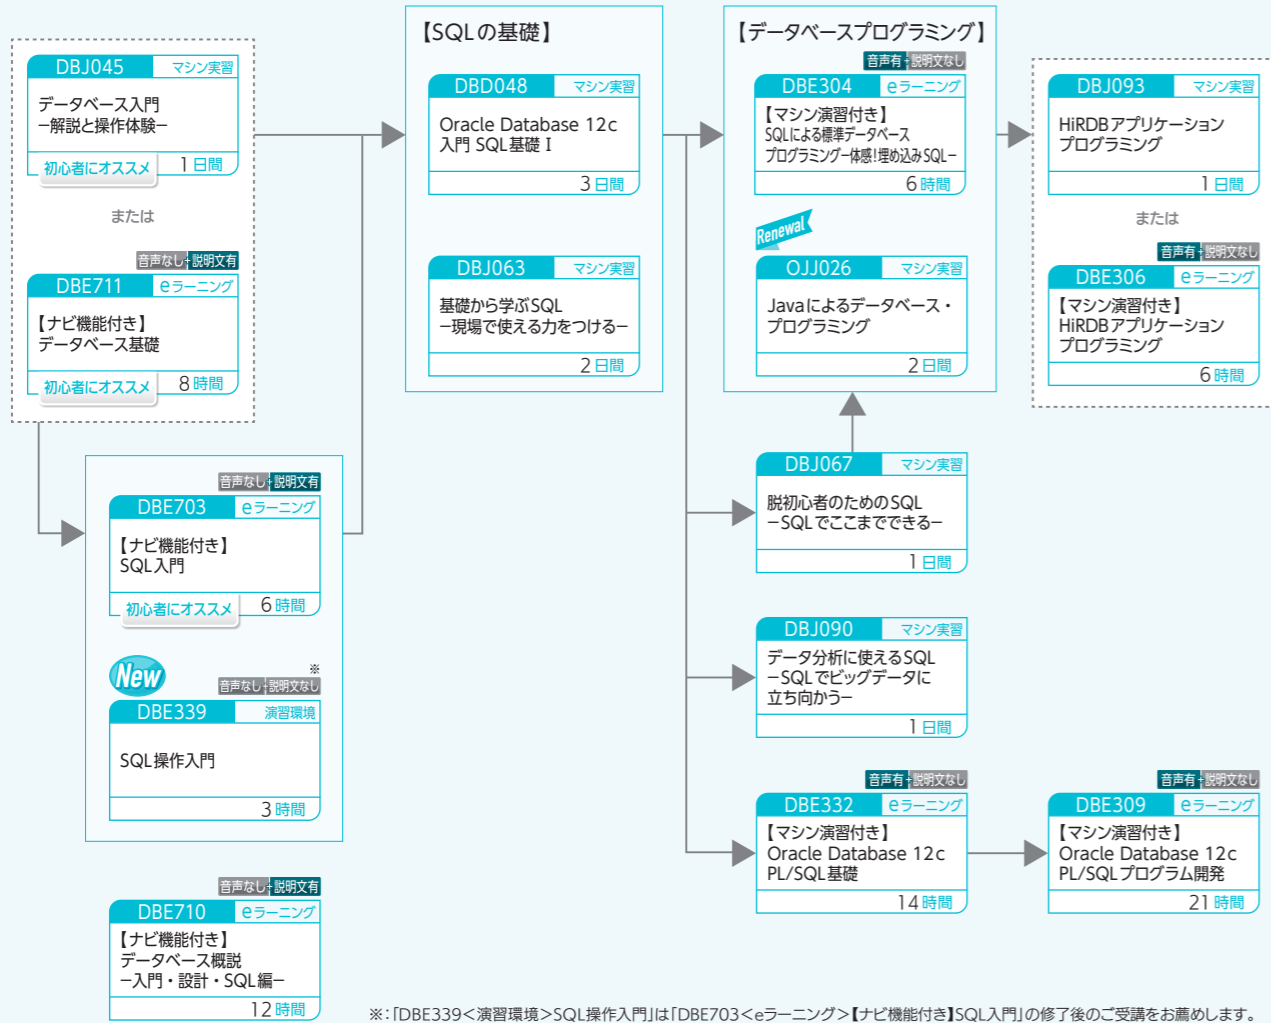 DBJ045 マシン実習
データベース入門
−解説と操作体験−
初心者にオススメ 1日間
または
音声なし+説明文有
DBE711 eラーニング
【ナビ機能付き】
データベース基礎
初心者にオススメ 8時間
音声なし+説明文有
DBE703 eラーニング
【ナビ機能付き】
SQL入門
初心者にオススメ 6時間
New
※
音声なし+説明文なし
DBE339 演習環境
SQL操作入門
3時間
音声なし+説明文有
DBE710 eラーニング
【ナビ機能付き】
データベース概説
−入門・設計・SQL編−
12時間
【SQLの基礎】
DBD048 マシン実習
Oracle Database 12c
入門 SQL基礎 I
3日間
DBJ063 マシン実習
基礎から学ぶSQL
−現場で使える力をつける−
2日間
【データベースプログラミング】
音声有+説明文なし
DBE304 eラーニング
【マシン演習付き】
SQLによる標準データベース
プログラミング−体感!埋め込みSQL−
6時間
Renewal
OJJ026 マシン実習
Javaによるデータベース・
プログラミング
2日間
DBJ067 マシン実習
脱初心者のためのSQL
−SQLでここまでできる−
1日間
DBJ090 マシン実習
データ分析に使えるSQL
−SQLでビッグデータに
立ち向かう−
1日間
音声有+説明文なし
DBE332 eラーニング
【マシン演習付き】
Oracle Database 12c
PL/SQL基礎
14時間
DBJ093 マシン実習
HiRDBアプリケーション
プログラミング
1日間
または
音声有+説明文なし
DBE306 eラーニング
【マシン演習付き】
HiRDBアプリケーション
プログラミング
6時間
音声有+説明文なし
DBE309 eラーニング
【マシン演習付き】
Oracle Database 12c
PL/SQLプログラム開発
21時間
※:「DBE339<演習環境>SQL操作入門」は「DBE703<eラーニング>【ナビ機能付き】SQL入門」の修了後のご受講をお薦めします。